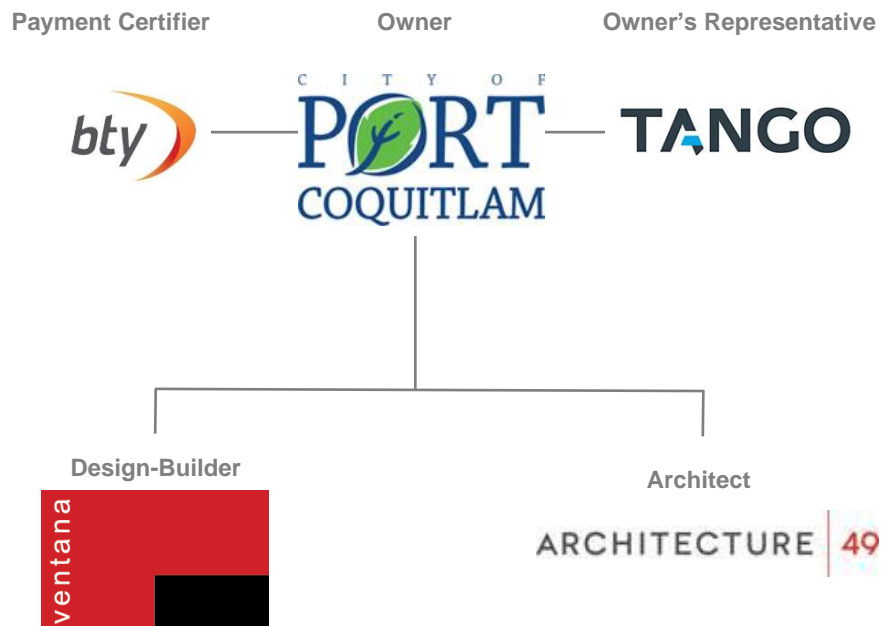 Payment Certifier
Owner
Owner's Representative
bty
CITY OF
PORT
COQUITLAM
TANGO
Design-Builder
ventana
Architect
ARCHITECTURE 49